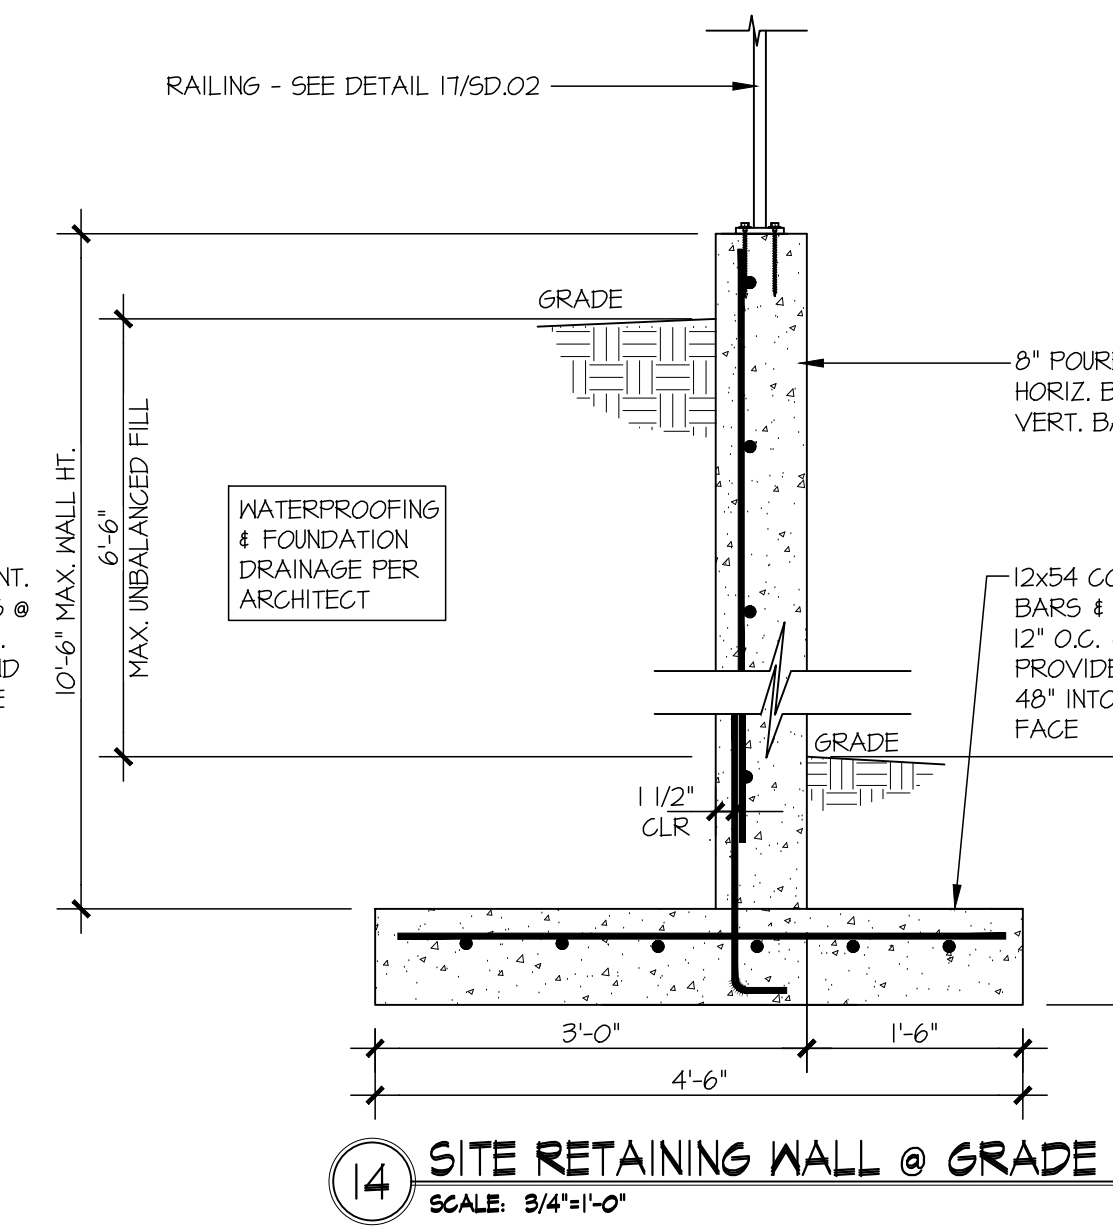 RAILING - SEE DETAIL 17/SD.02
GRADE
8" POURE
HORIZ. B
VERT. BA
10'-6" MAX. WALL HT.
6'-6"
MAX. UNBALANCED FILL
WATERPROOFING
& FOUNDATION
DRAINAGE PER
ARCHITECT
NT.
@
ND
12x54 CO
BARS &
12" O.C.
PROVIDE
48" INTO
FACE
GRADE
1 1/2"
CLR
3'-0"
1'-6"
4'-6"
14
SITE RETAINING WALL @ GRADE
SCALE: 3/4"=1'-0"